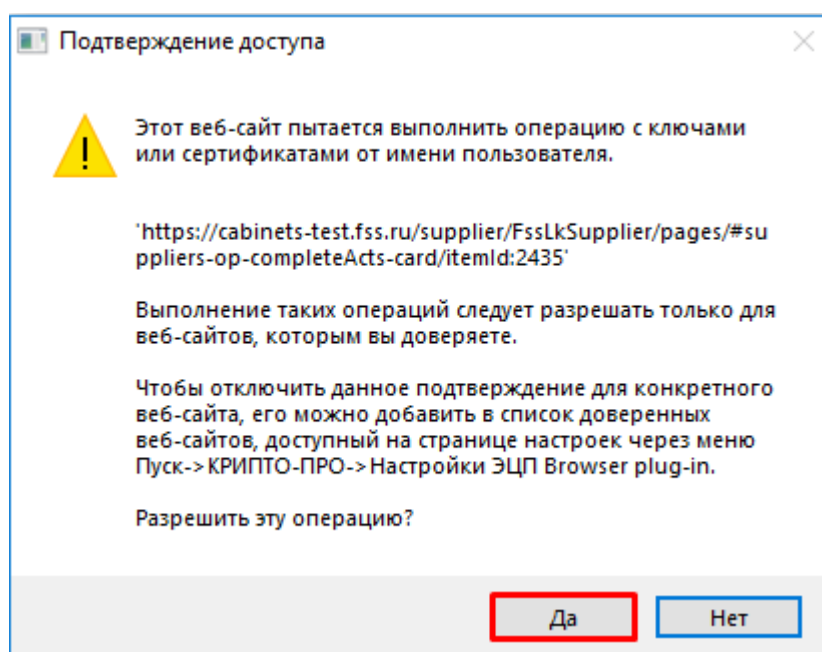 Подтверждение доступа
Этот веб-сайт пытается выполнить операцию с ключами
или сертификатами от имени пользователя.
'https://cabinets-test.fss.ru/supplier/FssLkSupplier/pages/#su
ppliers-op-completeActs-card/itemId:2435'
Выполнение таких операций следует разрешать только для
веб-сайтов, которым вы доверяете.
Чтобы отключить данное подтверждение для конкретного
веб-сайта, его можно добавить в список доверенных
веб-сайтов, доступный на странице настроек через меню
Пуск->КРИПТО-ПРО->Настройки ЭЦП Browser plug-in.
Разрешить эту операцию?
Да
Нет